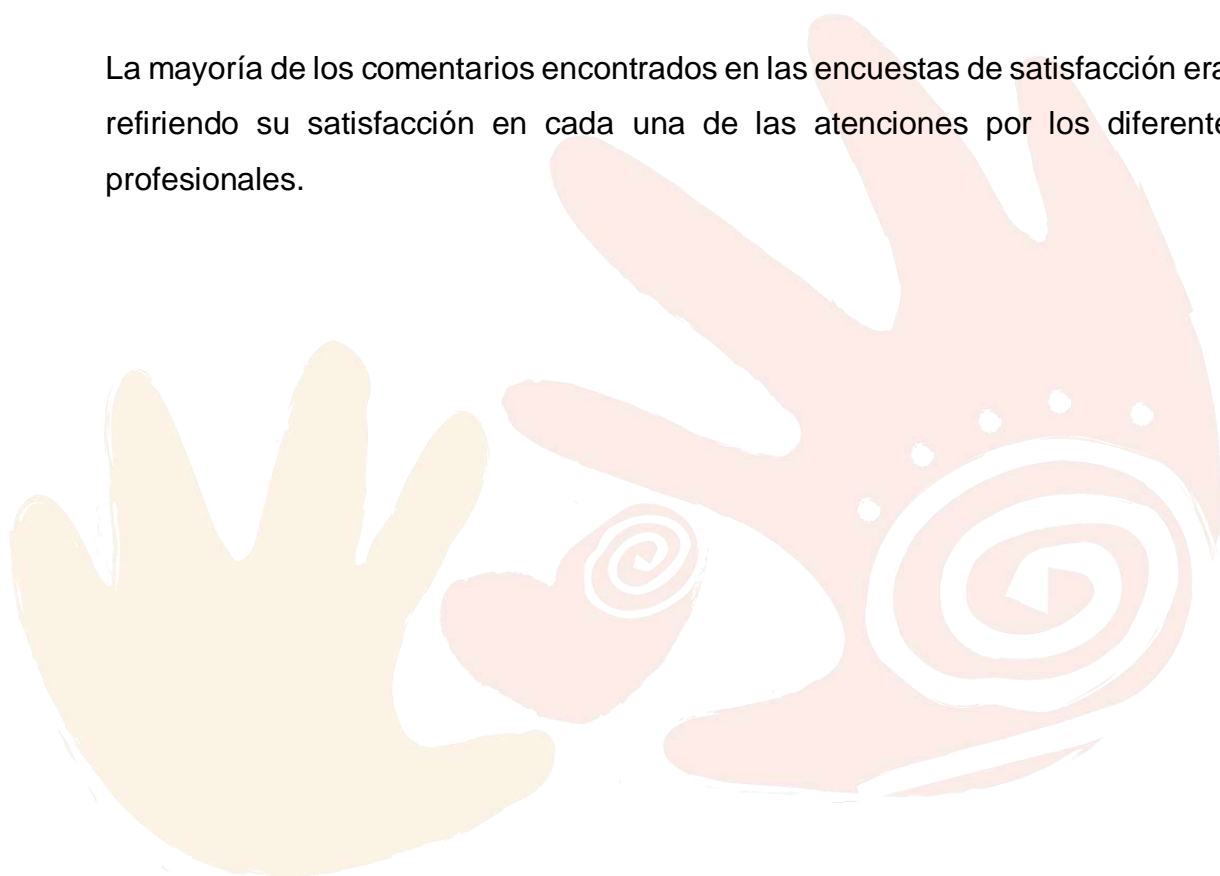 La mayoría de los comentarios encontrados en las encuestas de satisfacción era
refiriendo su satisfacción en cada una de las atenciones por los diferente
profesionales.